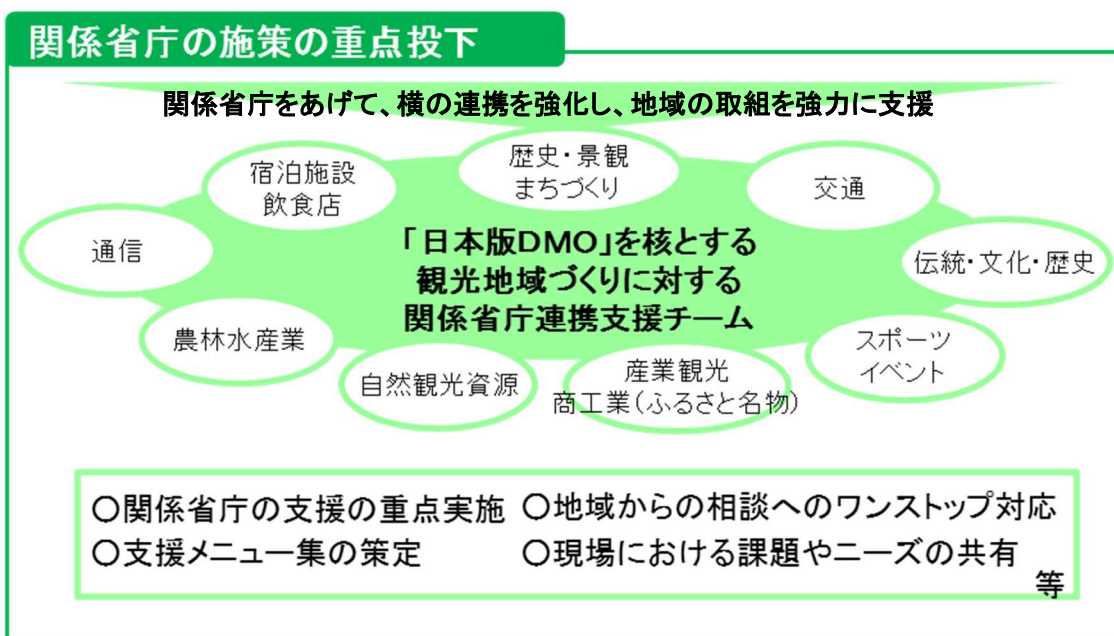 関係省庁の施策の重点投下
関係省庁をあげて、横の連携を強化し、地域の取組を強力に支援
歴史・景観
まちづくり
宿泊施設
飲食店
交通
通信
伝統・文化・歴史
「日本版DMO」を核とする
観光地域づくりに対する
関係省庁連携支援チーム
農林水産業
スポーツ
イベント
自然観光資源
産業観光
商工業(ふるさと名物)
○関係省庁の支援の重点実施 ○地域からの相談へのワンストップ対応
○支援メニュー集の策定 ○現場における課題やニーズの共有
等